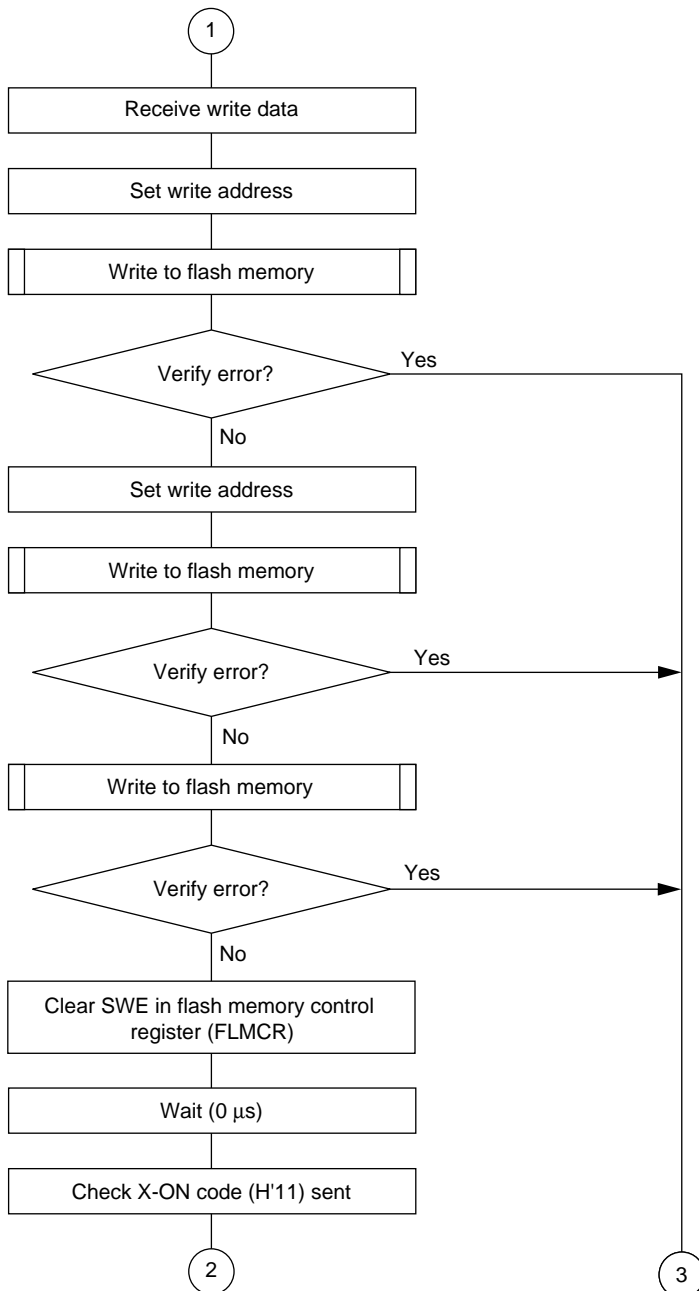 1
Receive write data
Set write address
Write to flash memory
Verify error?
Yes
No
Set write address
Write to flash memory
Verify error?
Yes
No
Write to flash memory
Verify error?
Yes
No
Clear SWE in flash memory control
register (FLMCR)
Wait (0 μs)
Check X-ON code (H'11) sent
2
3